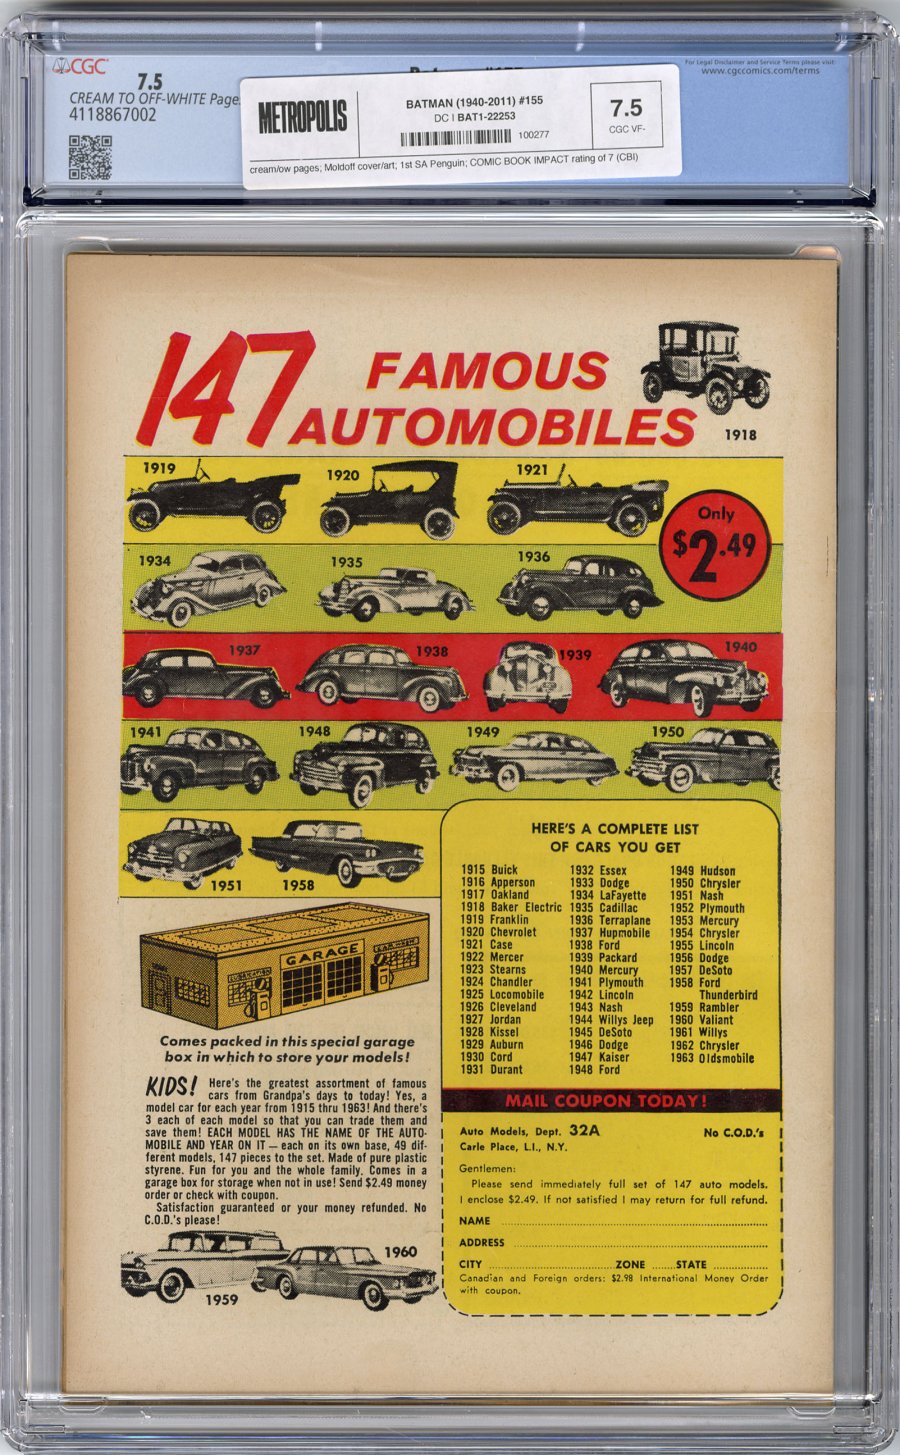 CGC
7.5
CREAM TO OFF-WHITE Page
4118867002
For Legal Disclaimer and Service Terms please visit:
www.cgccomics.com/terms
METROPOLIS
BATMAN (1940-2011) #155
DC | BAT1-22253
100277
7.5
CGC VF-
cream/ow pages; Moldoff cover/art; 1st SA Penguin; COMIC BOOK IMPACT rating of 7 (CBI)
147 FAMOUS
AUTOMOBILES
1918
1919
1920
1921
Only
$2.49
1934
1935
1936
1937
1938
1939
1940
1941
1948
1949
1950
1951
1958
GARAGE
Comes packed in this special garage
box in which to store your models!
KIDS! Here's the greatest assortment of famous
cars from Grandpa's days to today! Yes, a
model car for each year from 1915 thru 1963! And there's
3 each of each model so that you can trade them and
save them! EACH MODEL HAS THE NAME OF THE AUTO-
MOBILE AND YEAR ON IT — each on its own base, 49 dif-
ferent models, 147 pieces to the set. Made of pure plastic
styrene. Fun for you and the whole family. Comes in a
garage box for storage when not in use! Send $2.49 money
order or check with coupon.
Satisfaction guaranteed or your money refunded. No
C.O.D.'s please!
1959
1960
HERE'S A COMPLETE LIST
OF CARS YOU GET
1915 Buick
1916 Apperson
1917 Oakland
1918 Baker Electric
1919 Franklin
1920 Chevrolet
1921 Case
1922 Mercer
1923 Stearns
1924 Chandler
1925 Locomobile
1926 Cleveland
1927 Jordan
1928 Kissel
1929 Auburn
1930 Cord
1931 Durant
1932 Essex
1933 Dodge
1934 LaFayette
1935 Cadillac
1936 Terraplane
1937 Hupmobile
1938 Ford
1939 Packard
1940 Mercury
1941 Plymouth
1942 Lincoln
1943 Nash
1944 Willys Jeep
1945 DeSoto
1946 Dodge
1947 Kaiser
1948 Ford
1949 Hudson
1950 Chrysler
1951 Nash
1952 Plymouth
1953 Mercury
1954 Chrysler
1955 Lincoln
1956 Dodge
1957 DeSoto
1958 Ford
Thunderbird
1959 Rambler
1960 Valiant
1961 Willys
1962 Chrysler
1963 Oldsmobile
MAIL COUPON TODAY!
Auto Models, Dept. 32A No C.O.D.'s
Carle Place, L.I., N.Y.
Gentlemen:
Please send immediately full set of 147 auto models.
I enclose $2.49. If not satisfied I may return for full refund.
NAME
ADDRESS
CITY ZONE STATE
Canadian and Foreign orders: $2.98 International Money Order
with coupon.